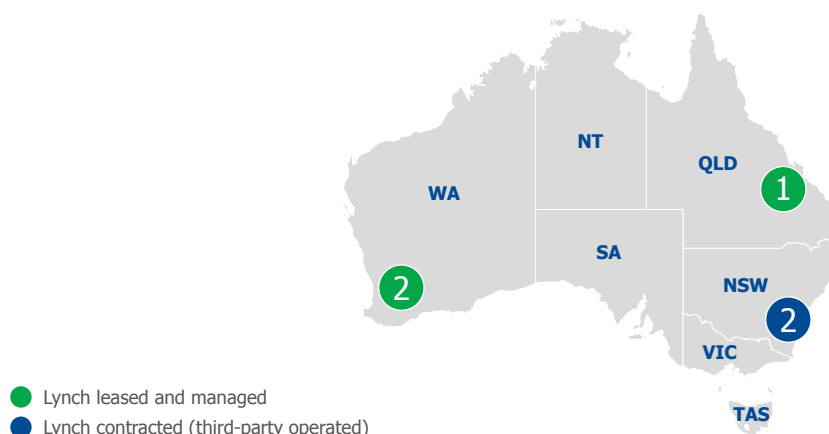 NT
QLD
WA
1
SA
2
NSW
2
VIC
Lynch leased and managed
TAS
Lynch contracted (third-party operated)